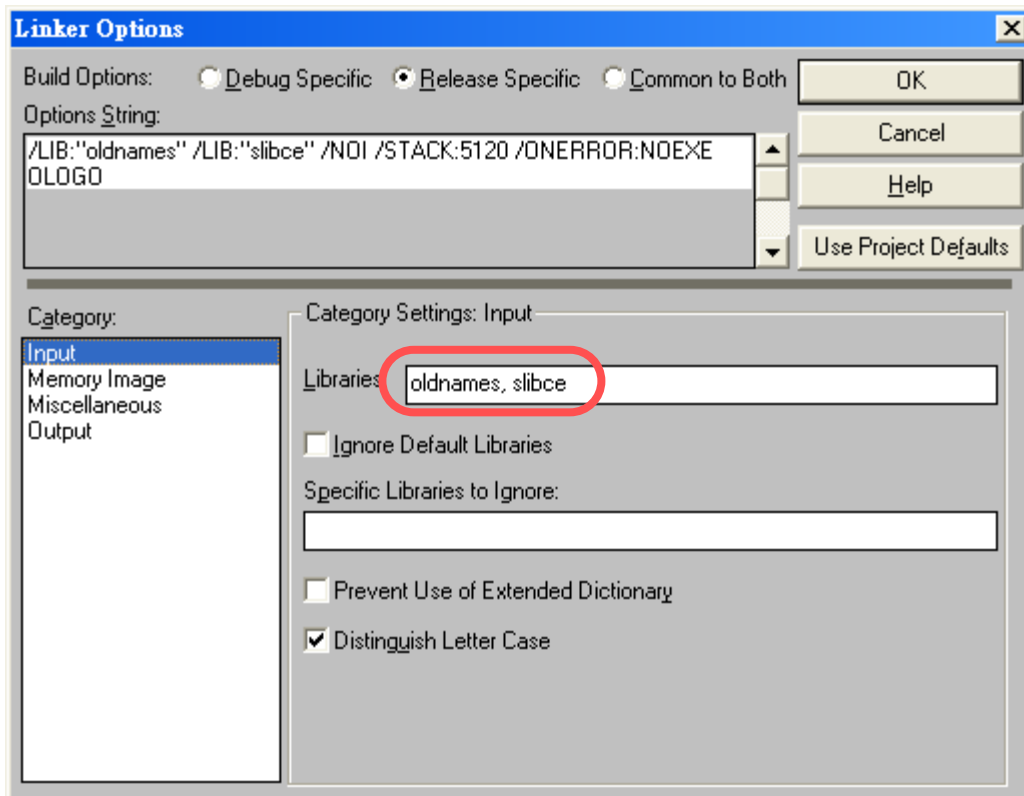 Linker Options
Build Options: Debug Specific Release Specific Common to Both
OK
Options String:
Cancel
/LIB:"oldnames" /LIB:"slibce" /NOI /STACK:5120 /ONERROR:NOEXE
OLOGO
Help
Use Project Defaults
Category:
Input
Memory Image
Miscellaneous
Output
Category Settings: Input
Libraries oldnames, slibce
Ignore Default Libraries
Specific Libraries to Ignore:
Prevent Use of Extended Dictionary
Distinguish Letter Case